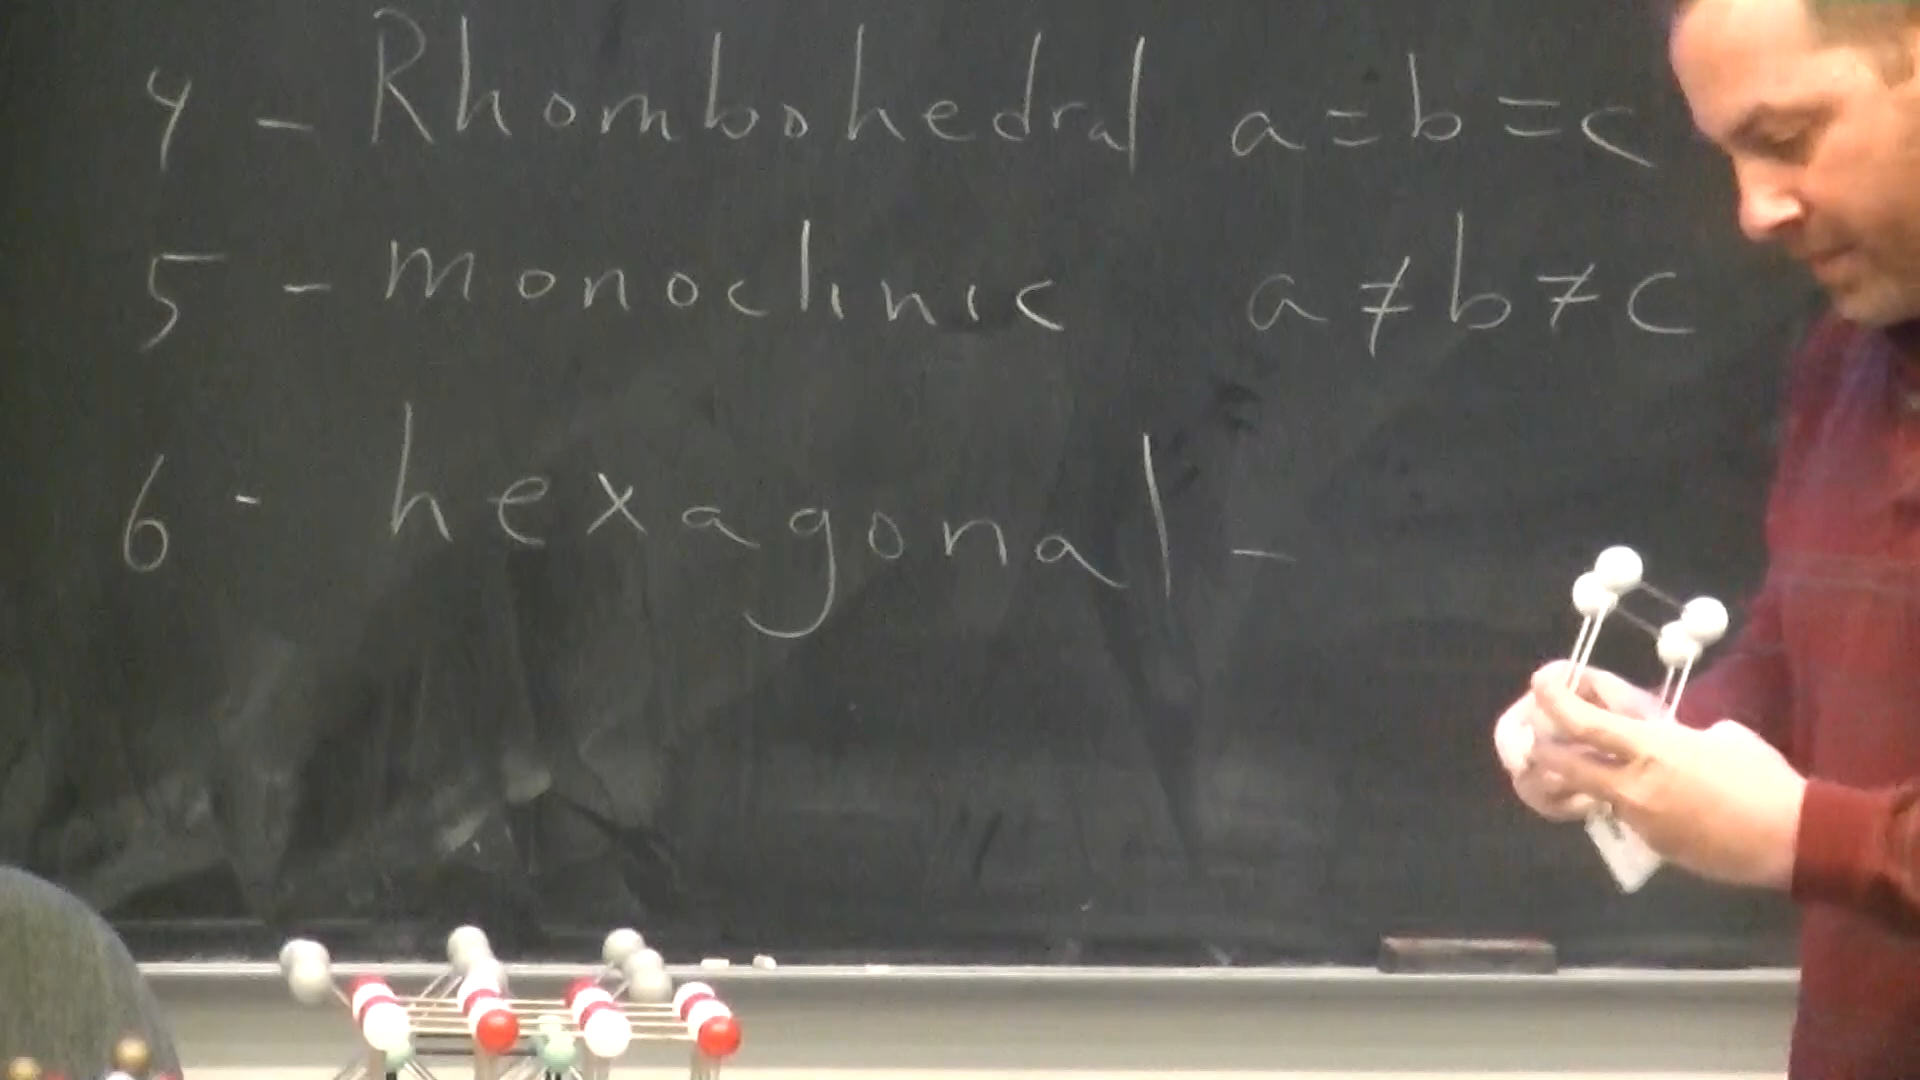 4 - Rhombohedral a = b = c
5 - monoclinic a ≠ b ≠ c
6 - hexagonal -